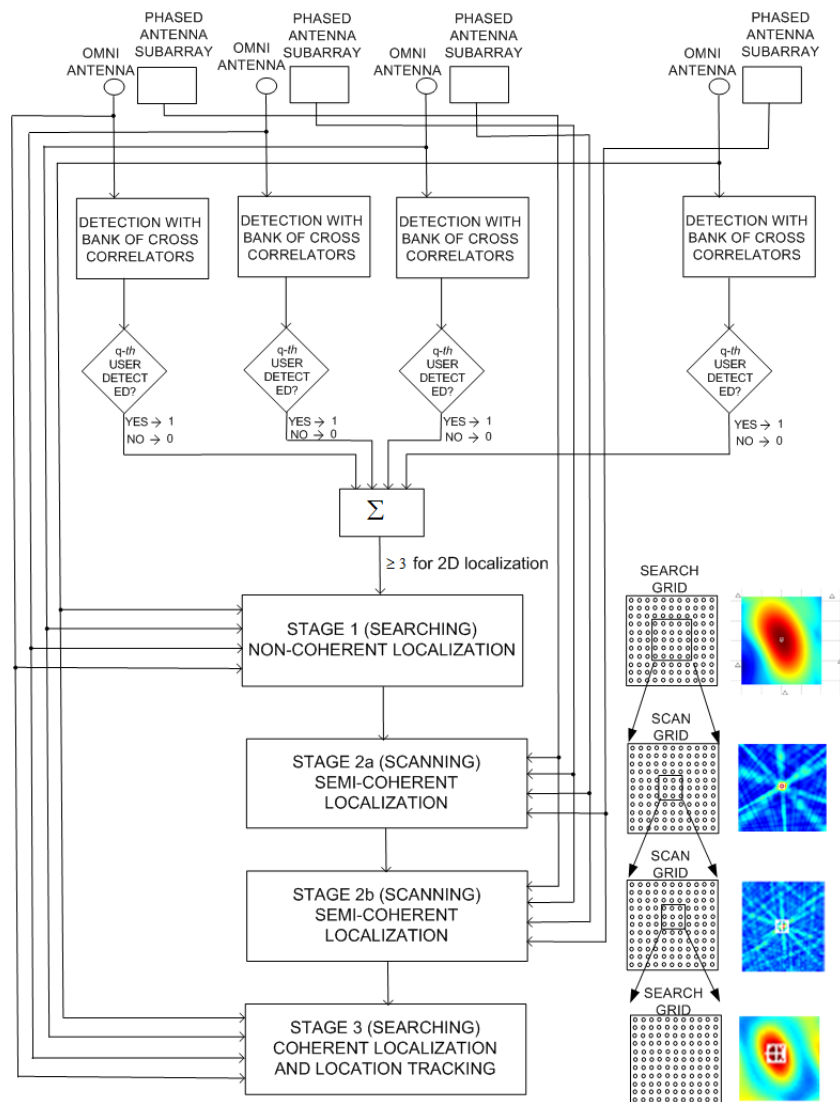 OMNI
ANTENNA
PHASED
ANTENNA
SUBARRAY
OMNI
ANTENNA
PHASED
ANTENNA
SUBARRAY
OMNI
ANTENNA
PHASED
ANTENNA
SUBARRAY
OMNI
ANTENNA
PHASED
ANTENNA
SUBARRAY
DETECTION WITH
BANK OF CROSS
CORRELATORS
DETECTION WITH
BANK OF CROSS
CORRELATORS
DETECTION WITH
BANK OF CROSS
CORRELATORS
DETECTION WITH
BANK OF CROSS
CORRELATORS
q-th
USER
DETECT
ED?
q-th
USER
DETECT
ED?
q-th
USER
DETECT
ED?
q-th
USER
DETECT
ED?
YES → 1
NO → 0
YES → 1
NO → 0
YES → 1
NO → 0
YES → 1
NO → 0
Σ
≥ 3 for 2D localization
STAGE 1 (SEARCHING)
NON-COHERENT LOCALIZATION
SEARCH
GRID
STAGE 2a (SCANNING)
SEMI-COHERENT
LOCALIZATION
SCAN
GRID
STAGE 2b (SCANNING)
SEMI-COHERENT
LOCALIZATION
SCAN
GRID
STAGE 3 (SEARCHING)
COHERENT LOCALIZATION
AND LOCATION TRACKING
SEARCH
GRID